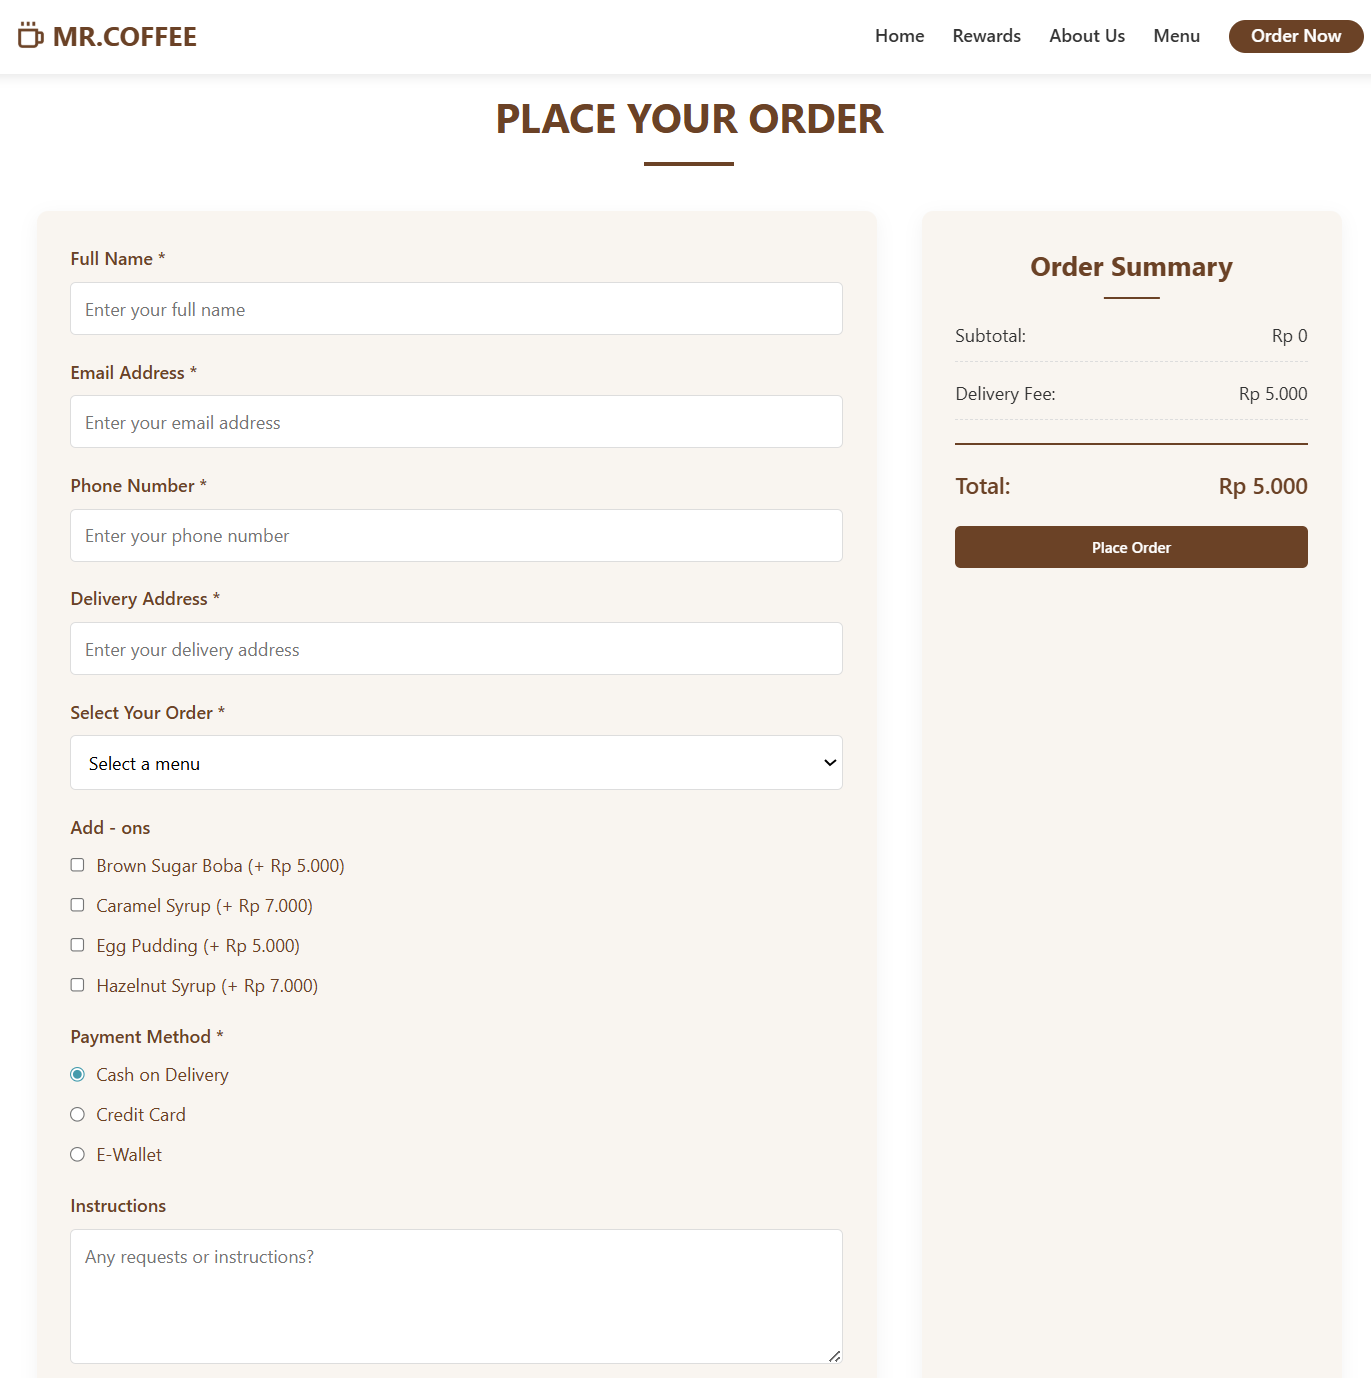 MR.COFFEE
Home Rewards About Us Menu Order Now
PLACE YOUR ORDER
Full Name *
Enter your full name
Email Address *
Enter your email address
Phone Number *
Enter your phone number
Delivery Address *
Enter your delivery address
Select Your Order *
Select a menu
Add - ons
Brown Sugar Boba (+ Rp 5.000)
Caramel Syrup (+ Rp 7.000)
Egg Pudding (+ Rp 5.000)
Hazelnut Syrup (+ Rp 7.000)
Payment Method *
Cash on Delivery
Credit Card
E-Wallet
Instructions
Any requests or instructions?
Order Summary
Subtotal: Rp 0
Delivery Fee: Rp 5.000
Total: Rp 5.000
Place Order